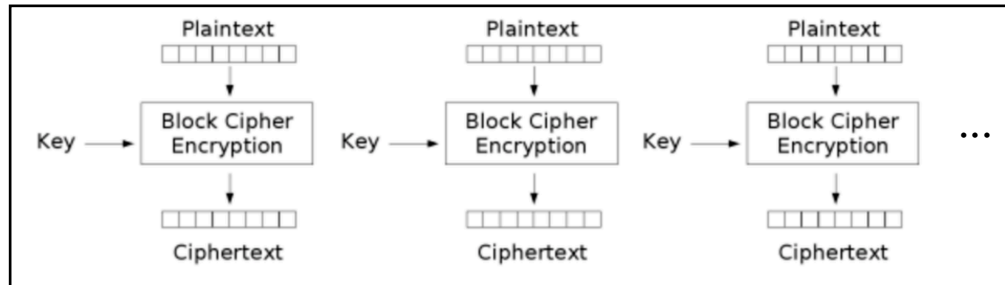 Plaintext Plaintext Plaintext
Key Block Cipher Encryption Key Block Cipher Encryption Key Block Cipher Encryption ...
Ciphertext Ciphertext Ciphertext